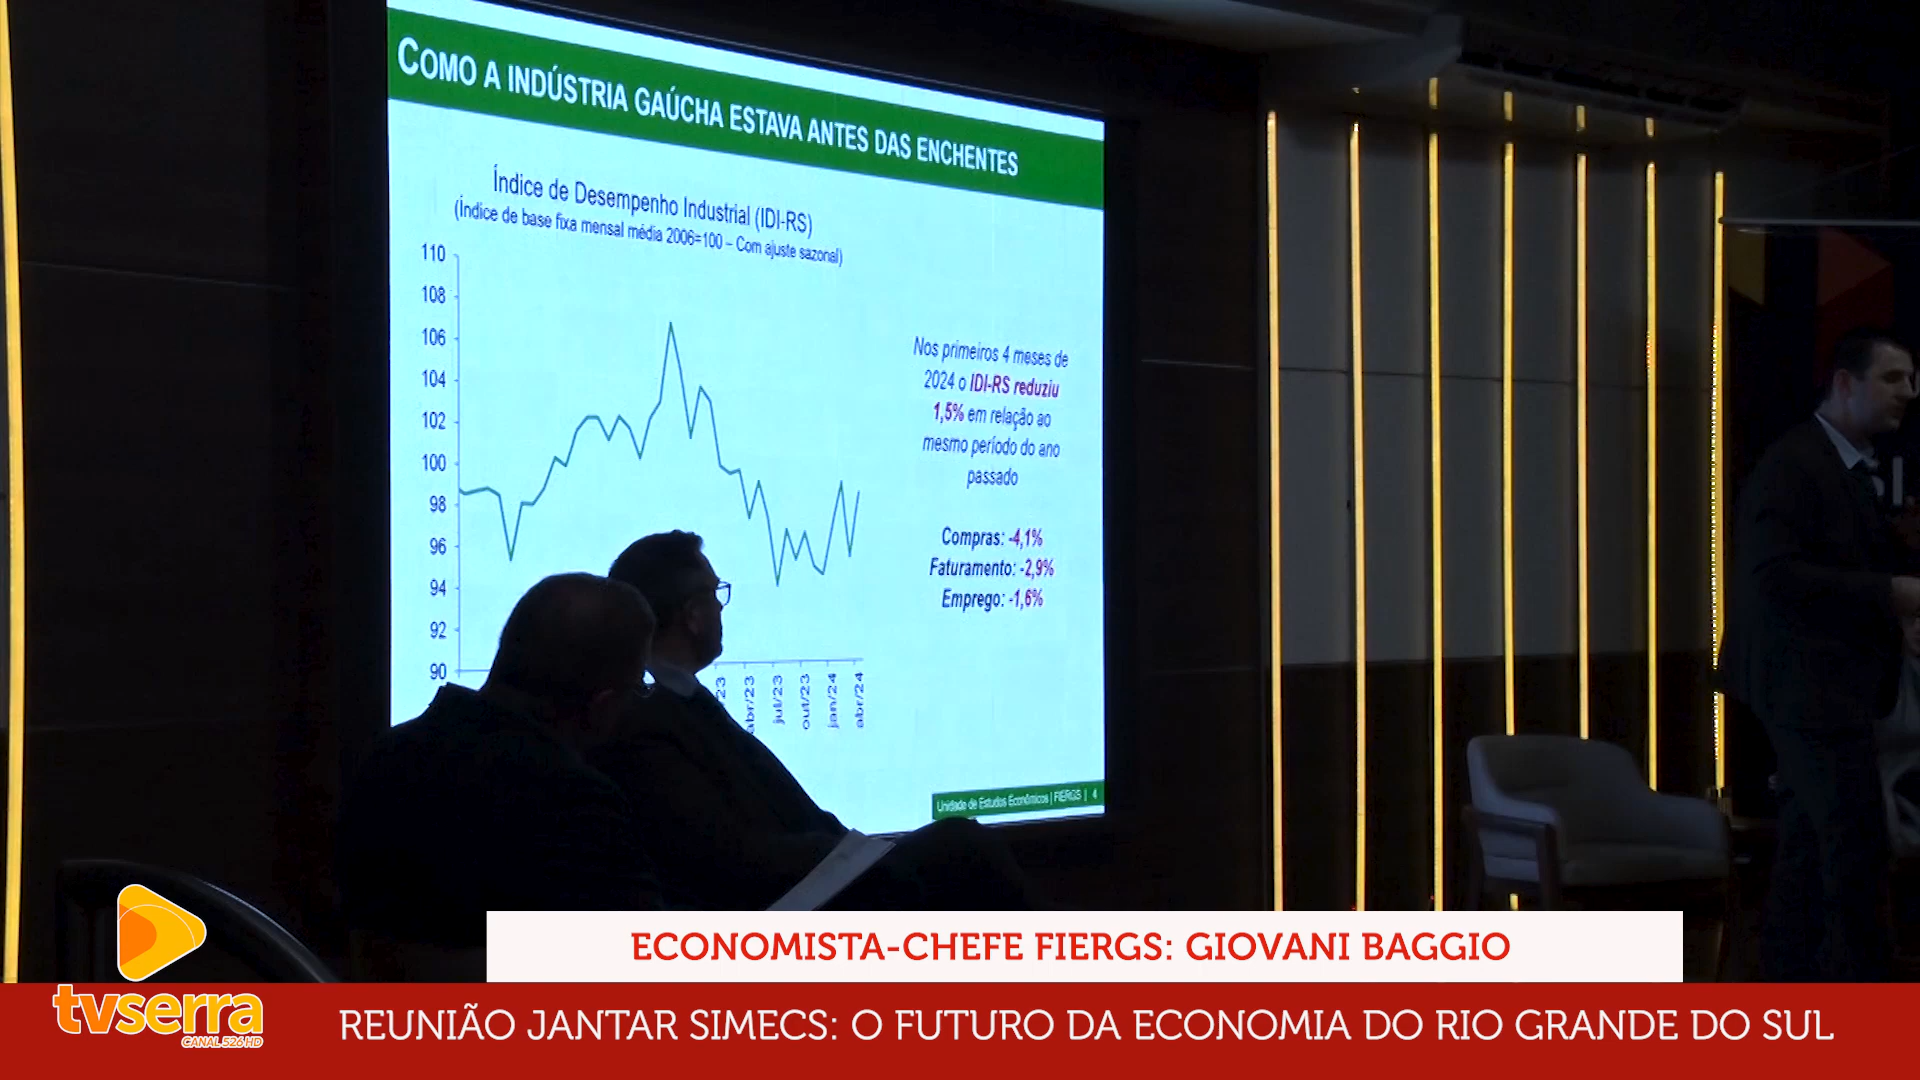 COMO A INDÚSTRIA GAÚCHA ESTAVA ANTES DAS ENCHENTES
Índice de Desempenho Industrial (IDI-RS)
(Índice de base fixa mensal média 2006=100 – Com ajuste sazonal)
110
108
106
104
102
100
98
96
94
92
90
23
abr/23
jul/23
out/23
jan/24
abr/24
Nos primeiros 4 meses de
2024 o IDI-RS reduziu
1,5% em relação ao
mesmo período do ano
passado
Compras: -4,1%
Faturamento: -2,9%
Emprego: -1,6%
Unidade de Estudos Econômicos | FIERGS | 4
ECONOMISTA-CHEFE FIERGS: GIOVANI BAGGIO
tvserra
CANAL 526 HD
REUNIÃO JANTAR SIMECS: O FUTURO DA ECONOMIA DO RIO GRANDE DO SUL